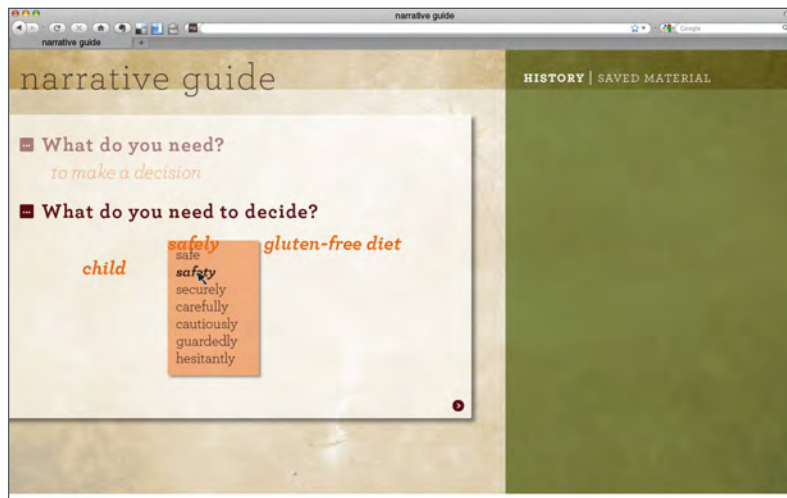 narrative guide
Google
narrative guide
+
narrative guide
HISTORY | SAVED MATERIAL
What do you need?
to make a decision
What do you need to decide?
safely
gluten-free diet
child
safe
safety
securely
carefully
cautiously
guardedly
hesitantly